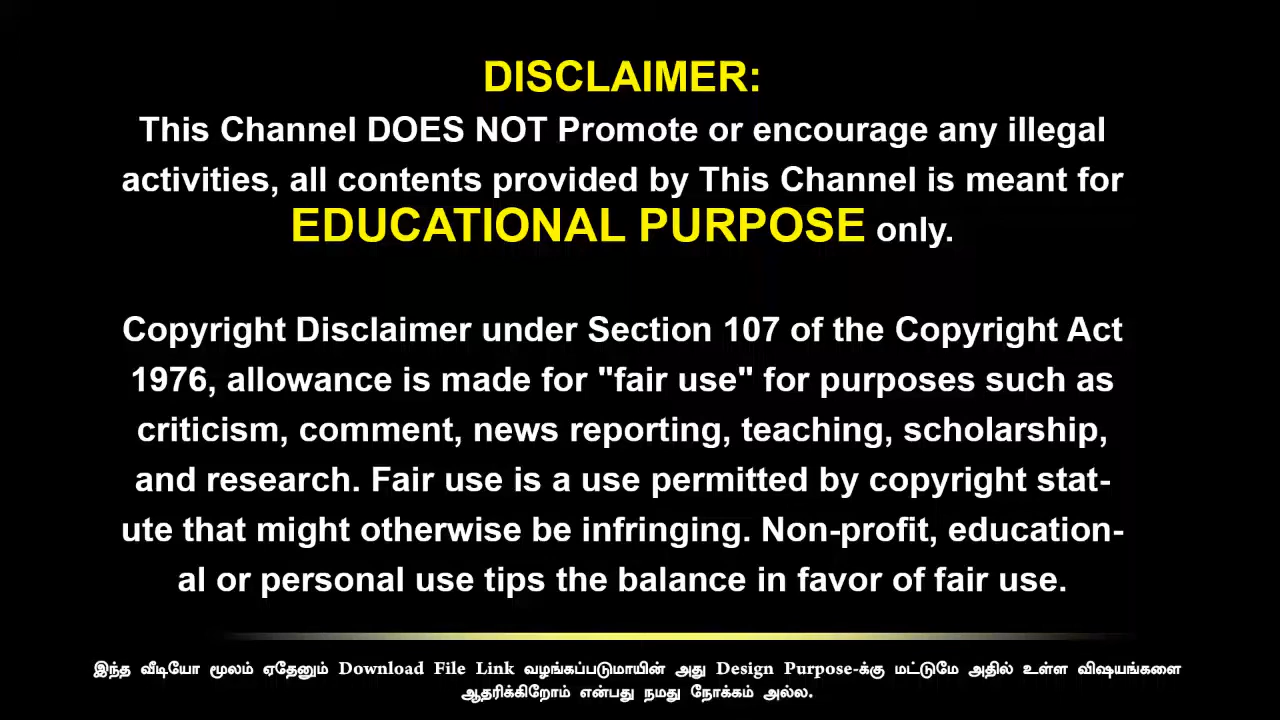 DISCLAIMER:
This Channel DOES NOT Promote or encourage any illegal
activities, all contents provided by This Channel is meant for
EDUCATIONAL PURPOSE only.
Copyright Disclaimer under Section 107 of the Copyright Act
1976, allowance is made for "fair use" for purposes such as
criticism, comment, news reporting, teaching, scholarship,
and research. Fair use is a use permitted by copyright stat-
ute that might otherwise be infringing. Non-profit, education-
al or personal use tips the balance in favor of fair use.
இந்த வீடியோ மூலம் ஏதேனும் Download File Link வழங்கப்படுமாயின் அது Design Purpose-க்கு மட்டுமே அதில் உள்ள விஷயங்களை
ஆதரிக்கிறோம் என்பது நமது நோக்கம் அல்ல.